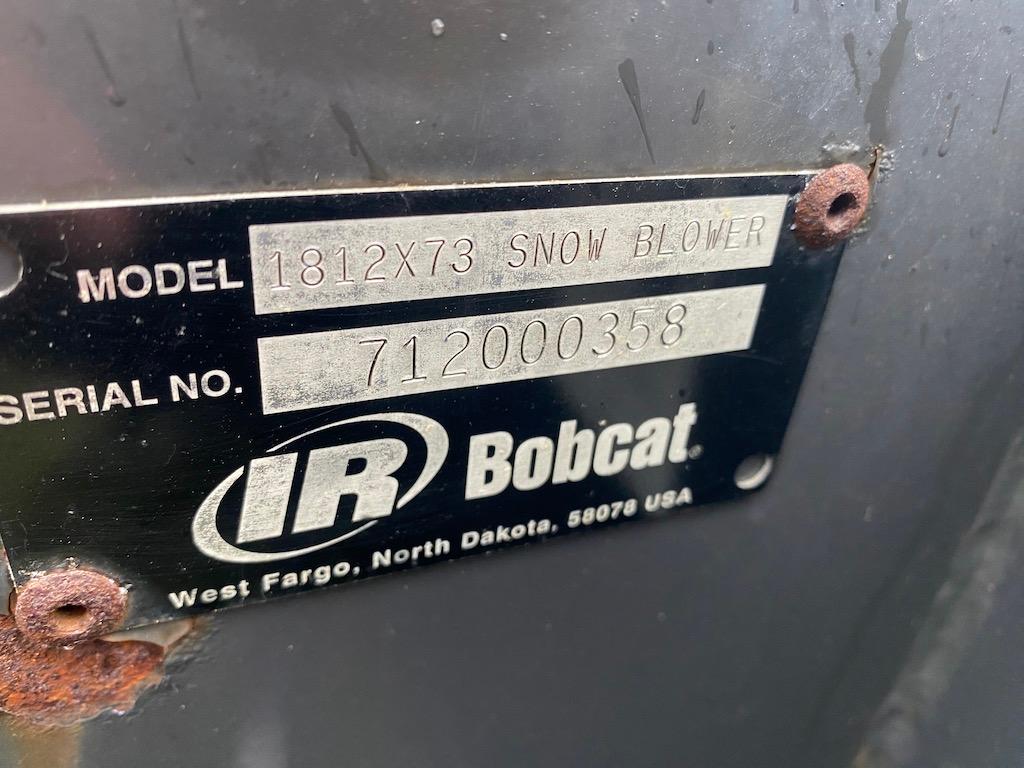 MODEL 1812X73 SNOW BLOWER
SERIAL NO. 712000358
IR Bobcat®
West Fargo, North Dakota, 58078 USA